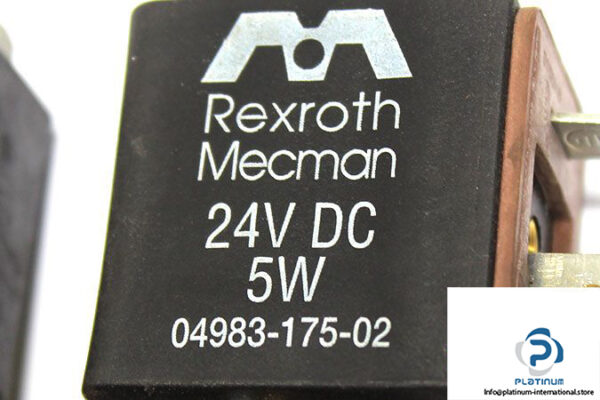 Rexroth
Mecman
24V DC
5W
04983-175-02
PLATINUM
Info@platinum-international.store